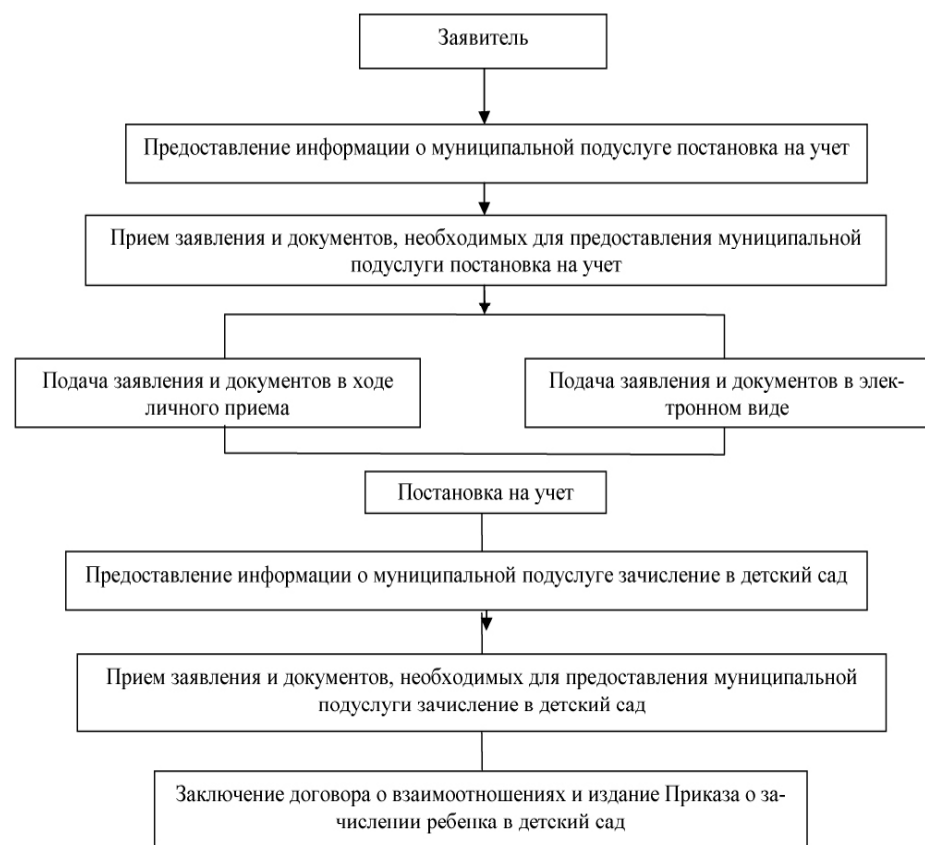 Заявитель
Предоставление информации о муниципальной подуслуге постановка на учет
Прием заявления и документов, необходимых для предоставления муниципальной
подуслуги постановка на учет
Подача заявления и документов в ходе
личного приема
Подача заявления и документов в элек-
тронном виде
Постановка на учет
Предоставление информации о муниципальной подуслуге зачисление в детский сад
Прием заявления и документов, необходимых для предоставления муниципальной
подуслуги зачисление в детский сад
Заключение договора о взаимоотношениях и издание Приказа о за-
числении ребенка в детский сад